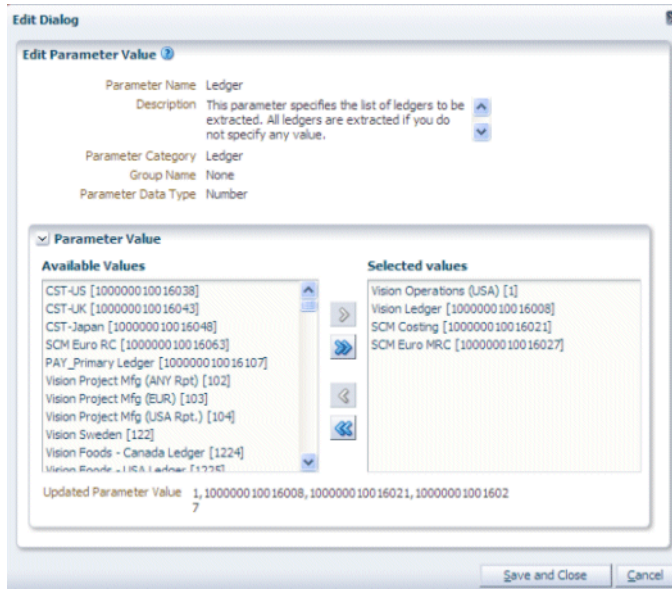 Edit Dialog
Edit Parameter Value
Parameter Name Ledger
Description This parameter specifies the list of ledgers to be
extracted. All ledgers are extracted if you do
not specify any value.
Parameter Category Ledger
Group Name None
Parameter Data Type Number
Parameter Value
Available Values
CST-US [100000010016038]
CST-UK [100000010016043]
CST-Japan [100000010016048]
SCM Euro RC [100000010016063]
PAY_Primary Ledger [100000010016107]
Vision Project Mfg (ANY Rpt) [102]
Vision Project Mfg (EUR) [103]
Vision Project Mfg (USA Rpt.) [104]
Vision Sweden [122]
Vision Foods - Canada Ledger [1224]
Vision Foods - USA Ledger [1225]
Selected values
Vision Operations (USA) [1]
Vision Ledger [100000010016008]
SCM Costing [100000010016021]
SCM Euro MRC [100000010016027]
Updated Parameter Value 1,100000010016008,100000010016021,10000001001602
7
Save and Close
Cancel